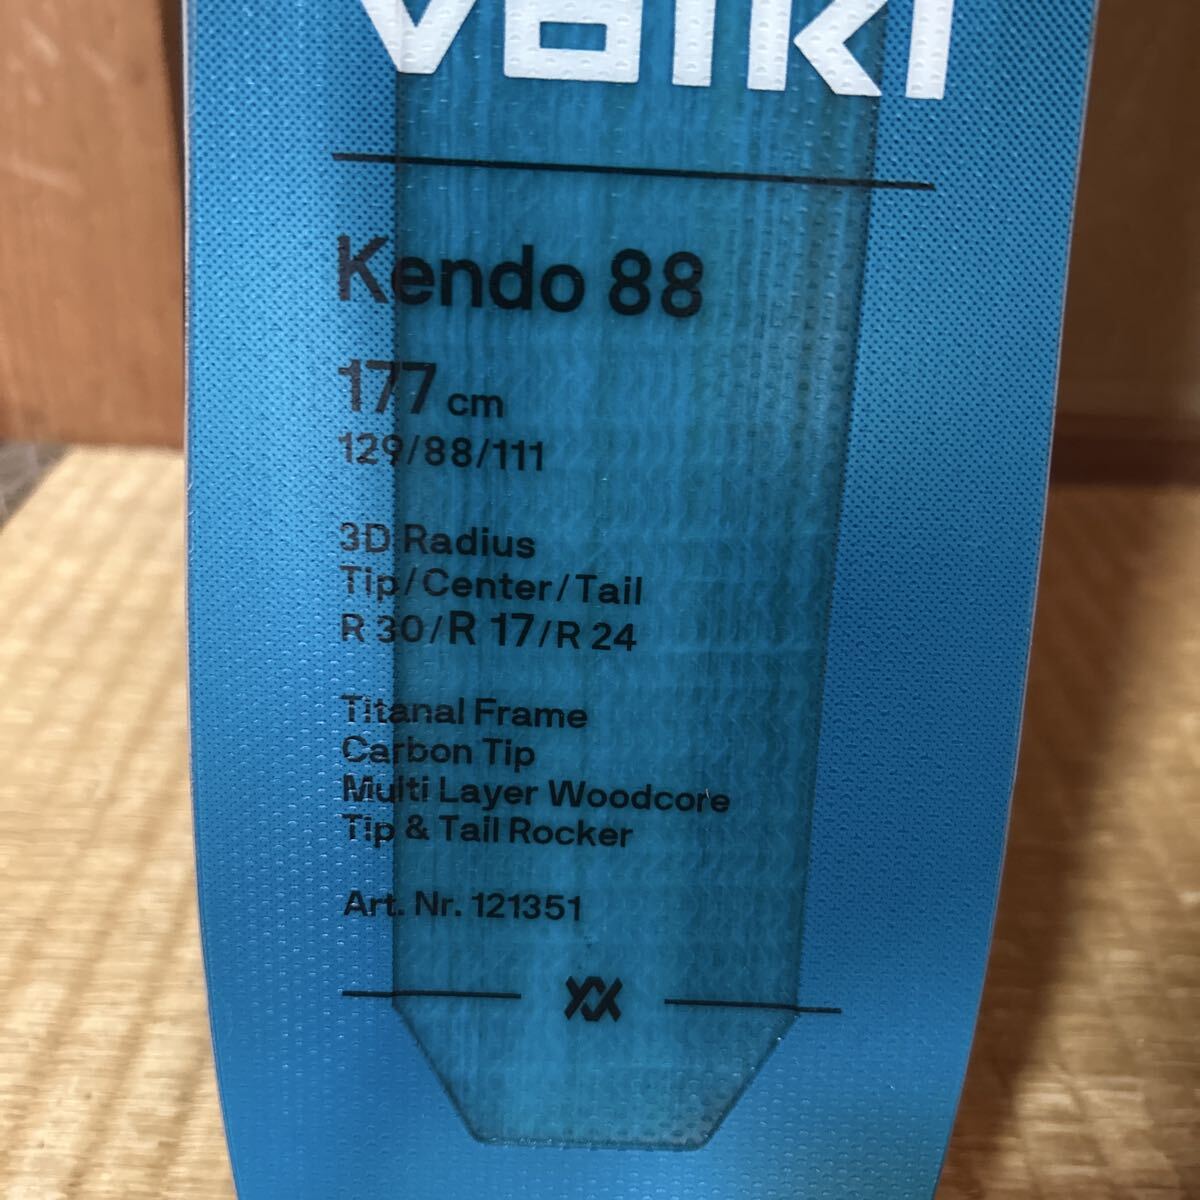 Völkl
Kendo 88
177 cm
129/88/111
3D Radius
Tip/Center/Tail
R 30/R 17/R 24
Titanal Frame
Carbon Tip
Multi Layer Woodcore
Tip & Tail Rocker
Art. Nr. 121351